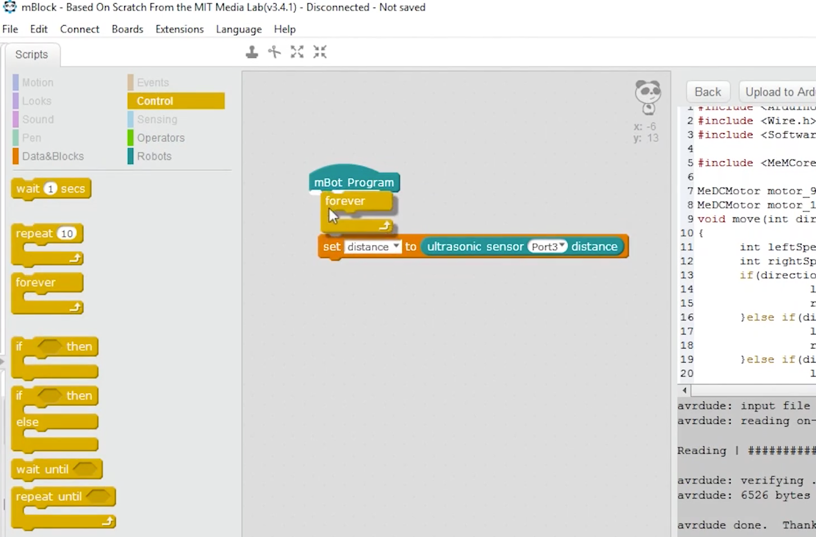 mBlock - Based On Scratch From the MIT Media Lab(v3.4.1) - Disconnected - Not saved
File Edit Connect Boards Extensions Language Help
Scripts
Motion Events
Looks Control
Sound Sensing
Pen Operators
Data&Blocks Robots
wait 1 secs
repeat 10
forever
if then
if then
else
wait until
repeat until
mBot Program
forever
set distance to ultrasonic sensor Port3 distance
x: -6
y: 13
Back Upload to Ard
1 #include <Arduino
2 #include <Wire.h>
3 #include <Softwar
4
5 #include <MeMCore
6
7 MeDCMotor motor_9
8 MeDCMotor motor_1
9 void move(int dir
10 {
11 int leftSpe
12 int rightSp
13 if(direction
14 l
15 r
16 }else if(di
17 l
18 r
19 }else if(di
20 l
avrdude: input file
avrdude: reading on-
Reading | ##########
avrdude: verifying .
avrdude: 6526 bytes
avrdude done. Thank